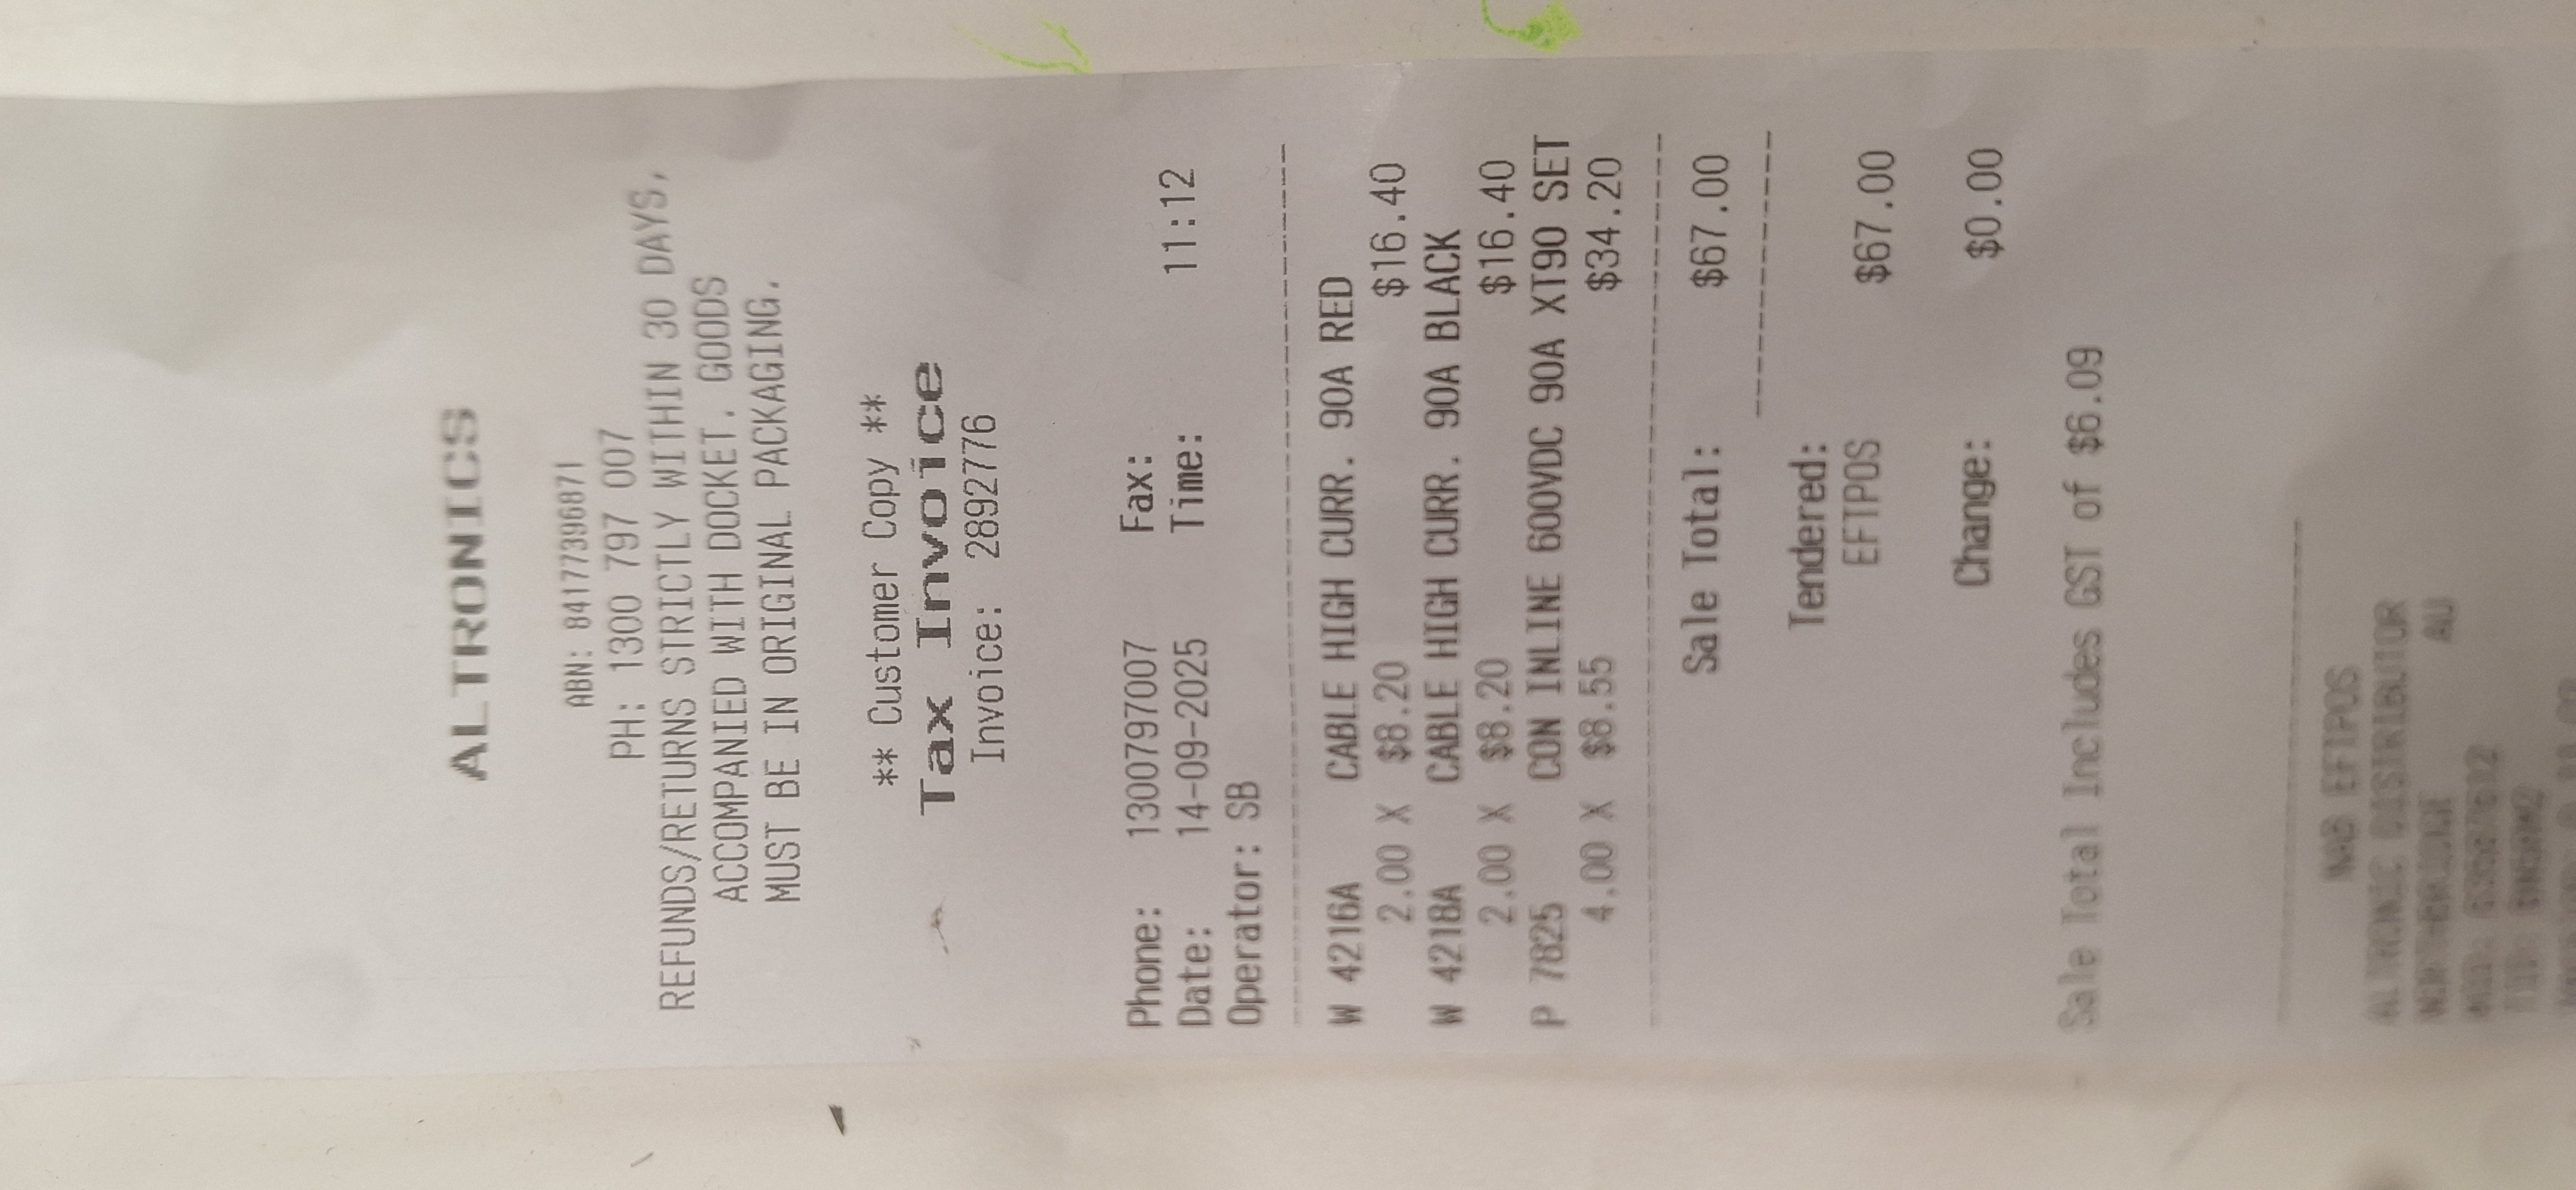 ALTRONICS
ABN: 84177396871
PH: 1300 797 007
REFUNDS/RETURNS STRICTLY WITHIN 30 DAYS,
ACCOMPANIED WITH DOCKET. GOODS
MUST BE IN ORIGINAL PACKAGING.
** Customer Copy **
Tax Invoice
Invoice: 2892776
Phone: 1300797007 Fax:
Date: 14-09-2025 Time: 11:12
Operator: SB
W 4216A CABLE HIGH CURR. 90A RED
2.00 X $8.20 $16.40
W 4218A CABLE HIGH CURR. 90A BLACK
2.00 X $8.20 $16.40
P 7825 CON INLINE 600VDC 90A XT90 SET
4.00 X $8.55 $34.20
Sale Total: $67.00
Tendered:
EFTPOS $67.00
Change: $0.00
Sale Total Includes GST of $6.09
NAB EFTPOS
ALTRONIC DISTRIBUTOR
NORTHBRIDGE AU